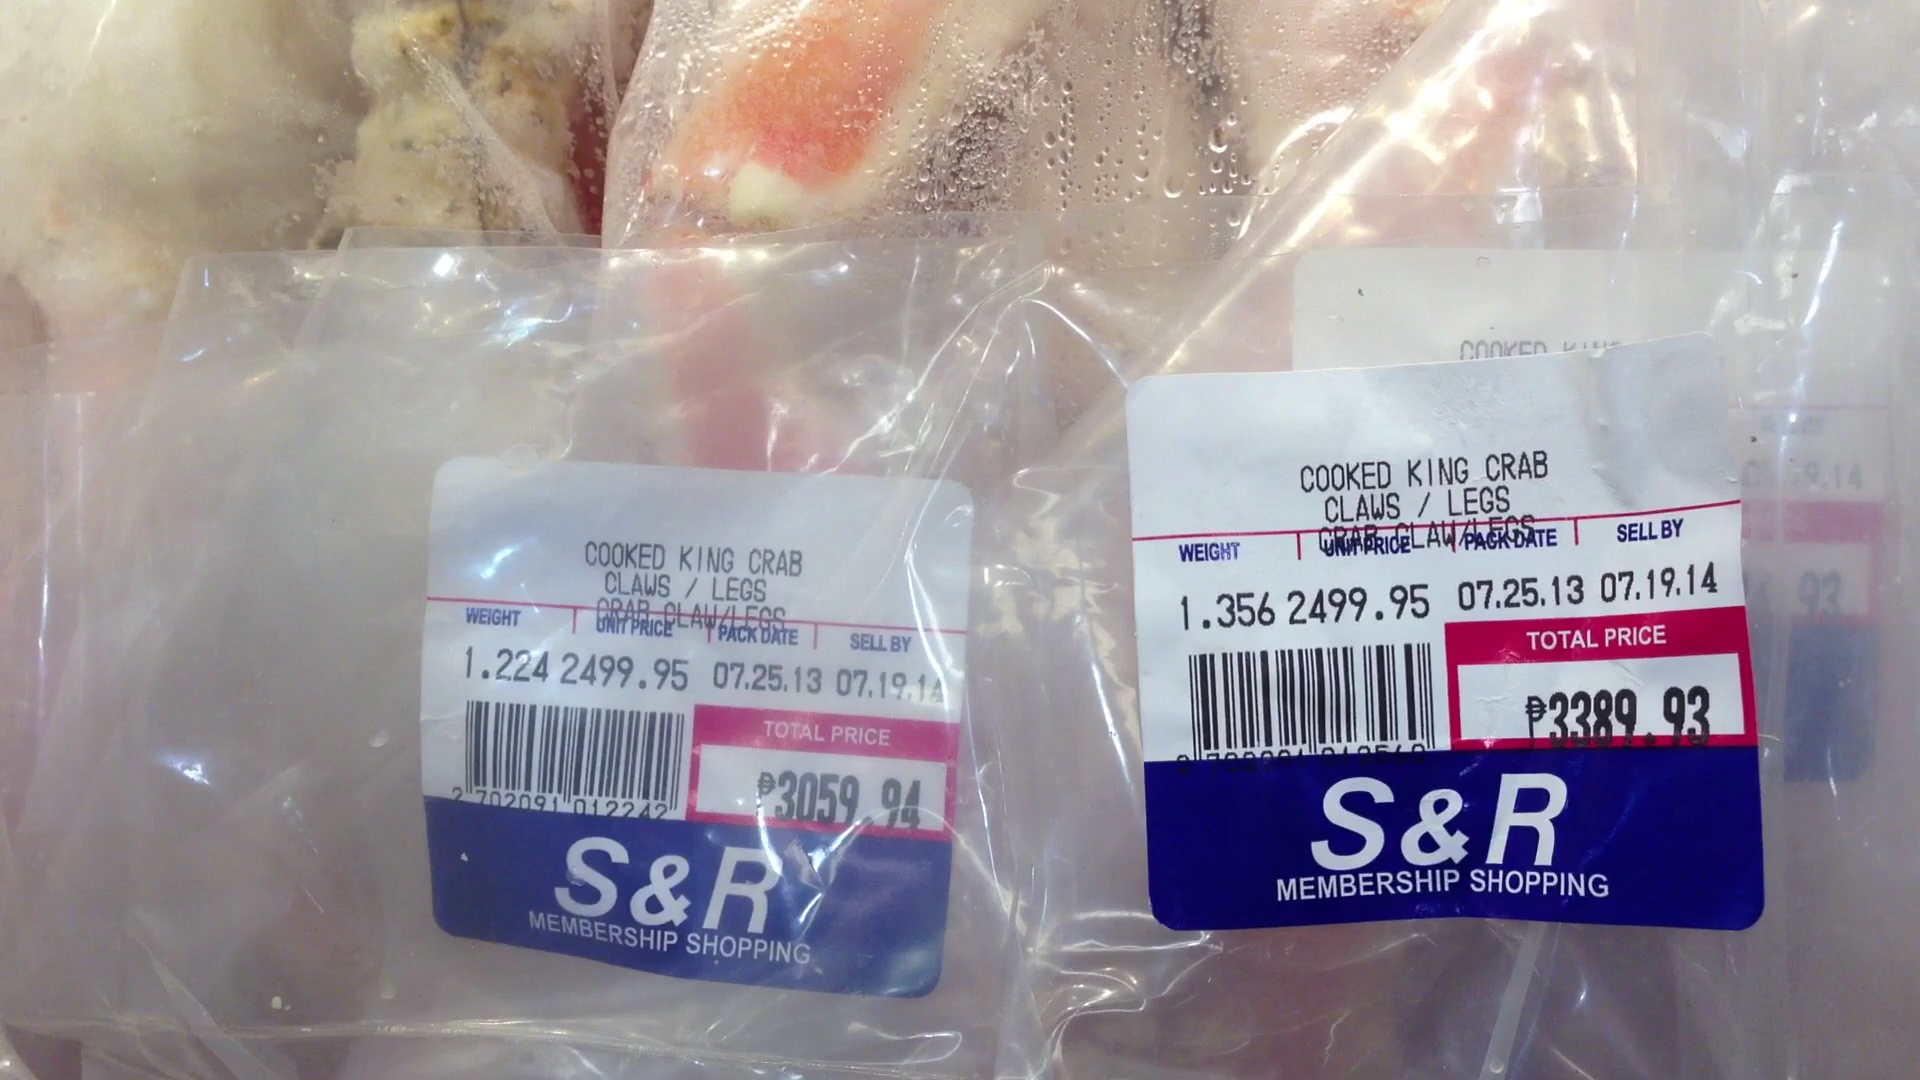 COOKED KING CRAB
CLAWS / LEGS
CRAB CLAW/LEGS
WEIGHT UNIT PRICE PACK DATE SELL BY
1.224 2499.95 07.25.13 07.19.14
TOTAL PRICE
₱3059.94
2 702091 012242
S&R
MEMBERSHIP SHOPPING
COOKED KING CRAB
CLAWS / LEGS
CRAB CLAW/LEGS
WEIGHT UNIT PRICE PACK DATE SELL BY
1.356 2499.95 07.25.13 07.19.14
TOTAL PRICE
₱3389.93
S&R
MEMBERSHIP SHOPPING
COOKED KING